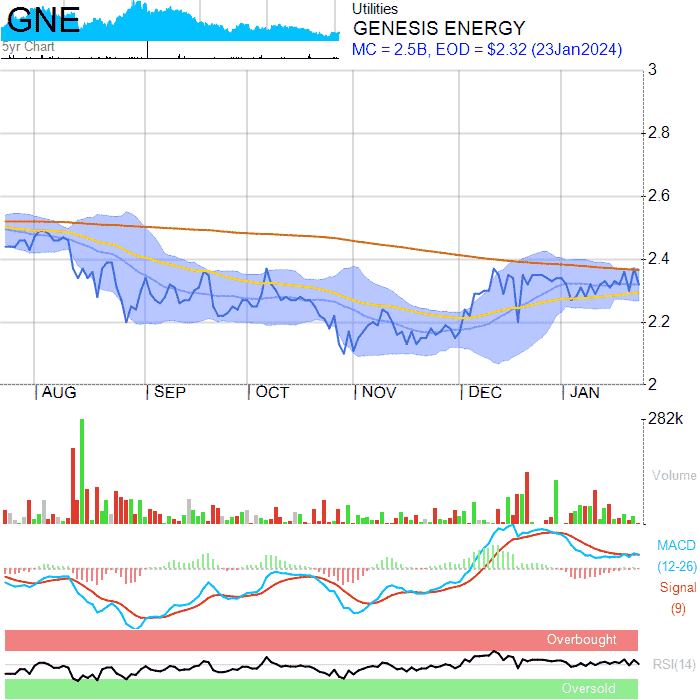 GNE
5yr Chart
Utilities
GENESIS ENERGY
MC = 2.5B, EOD = $2.32 (23Jan2024)
3
2.8
2.6
2.4
2.2
2
AUG SEP OCT NOV DEC JAN
282k
Volume
MACD
(12-26)
Signal
(9)
Overbought
RSI(14)
Oversold